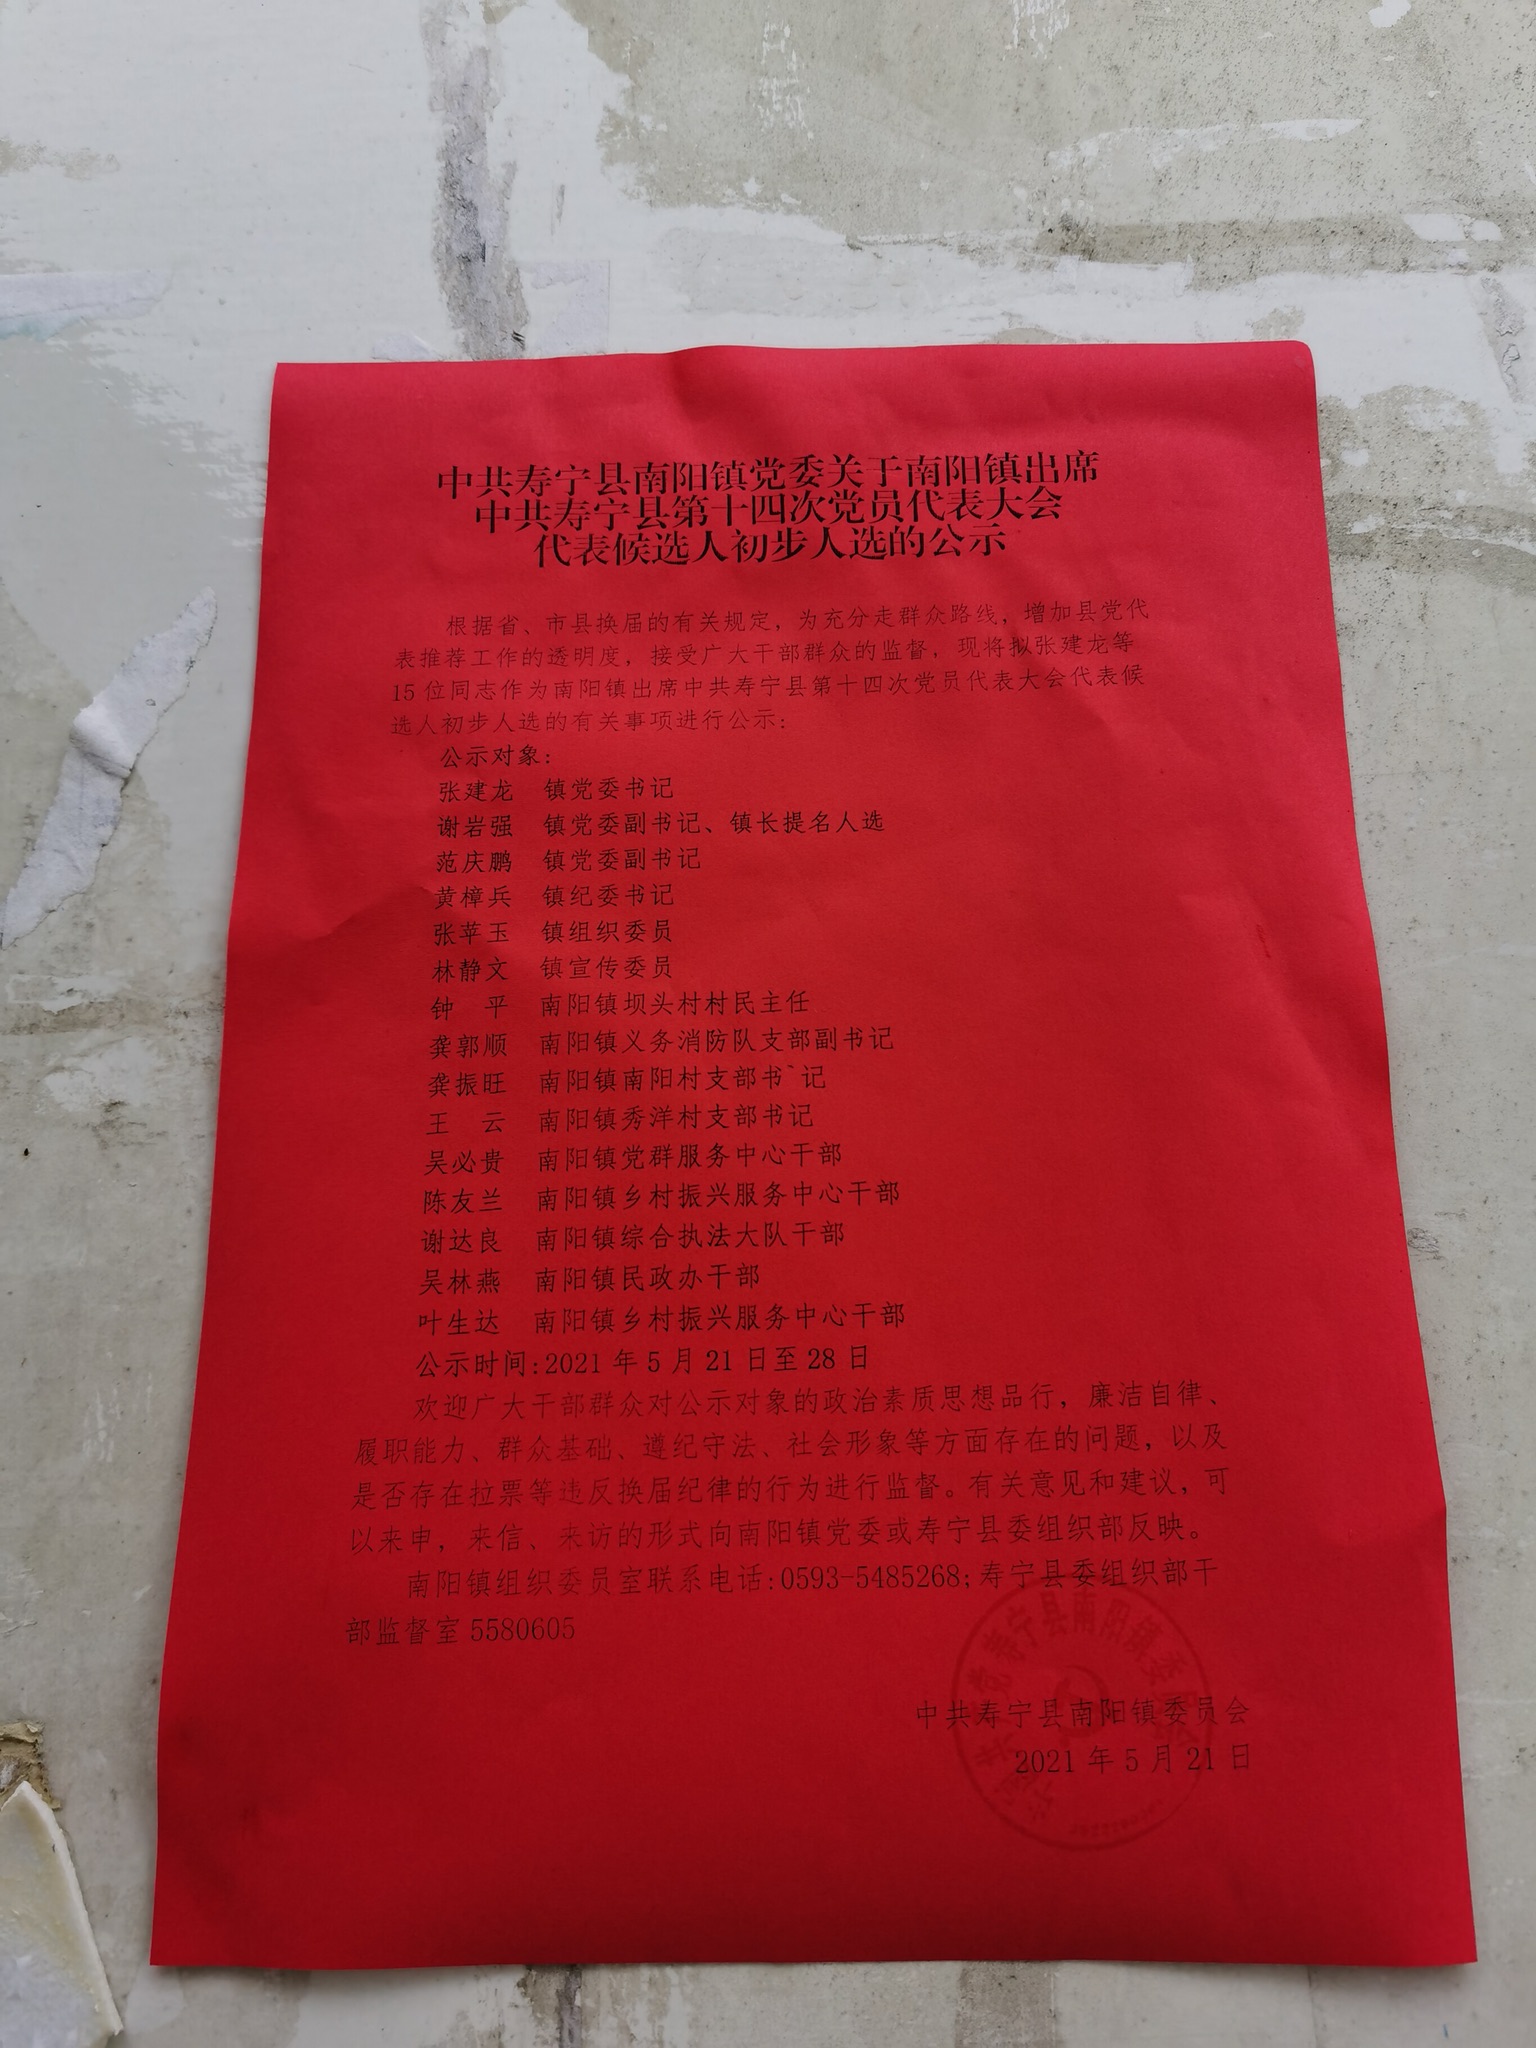 中共寿宁县南阳镇党委关于南阳镇出席
中共寿宁县第十四次党员代表大会
代表候选人初步人选的公示
根据省、市县换届的有关规定，为充分走群众路线，增加县党代
表推荐工作的透明度，接受广大干部群众的监督，现将拟张建龙等
15位同志作为南阳镇出席中共寿宁县第十四次党员代表大会代表候
选人初步人选的有关事项进行公示：
公示对象：
张建龙 镇党委书记
谢岩强 镇党委副书记、镇长提名人选
范庆鹏 镇党委副书记
黄樟兵 镇纪委书记
张苹玉 镇组织委员
林静文 镇宣传委员
钟 平 南阳镇坝头村村民主任
龚郭顺 南阳镇义务消防队支部副书记
龚振旺 南阳镇南阳村支部书`记
王 云 南阳镇秀洋村支部书记
吴必贵 南阳镇党群服务中心干部
陈友兰 南阳镇乡村振兴服务中心干部
谢达良 南阳镇综合执法大队干部
吴林燕 南阳镇民政办干部
叶生达 南阳镇乡村振兴服务中心干部
公示时间:2021年5月21日至28日
欢迎广大干部群众对公示对象的政治素质思想品行，廉洁自律、
履职能力、群众基础、遵纪守法、社会形象等方面存在的问题，以及
是否存在拉票等违反换届纪律的行为进行监督。有关意见和建议，可
以来申，来信、来访的形式向南阳镇党委或寿宁县委组织部反映。
南阳镇组织委员室联系电话:0593-5485268;寿宁县委组织部干
部监督室5580605
中共寿宁县南阳镇委员会
2021年5月21日